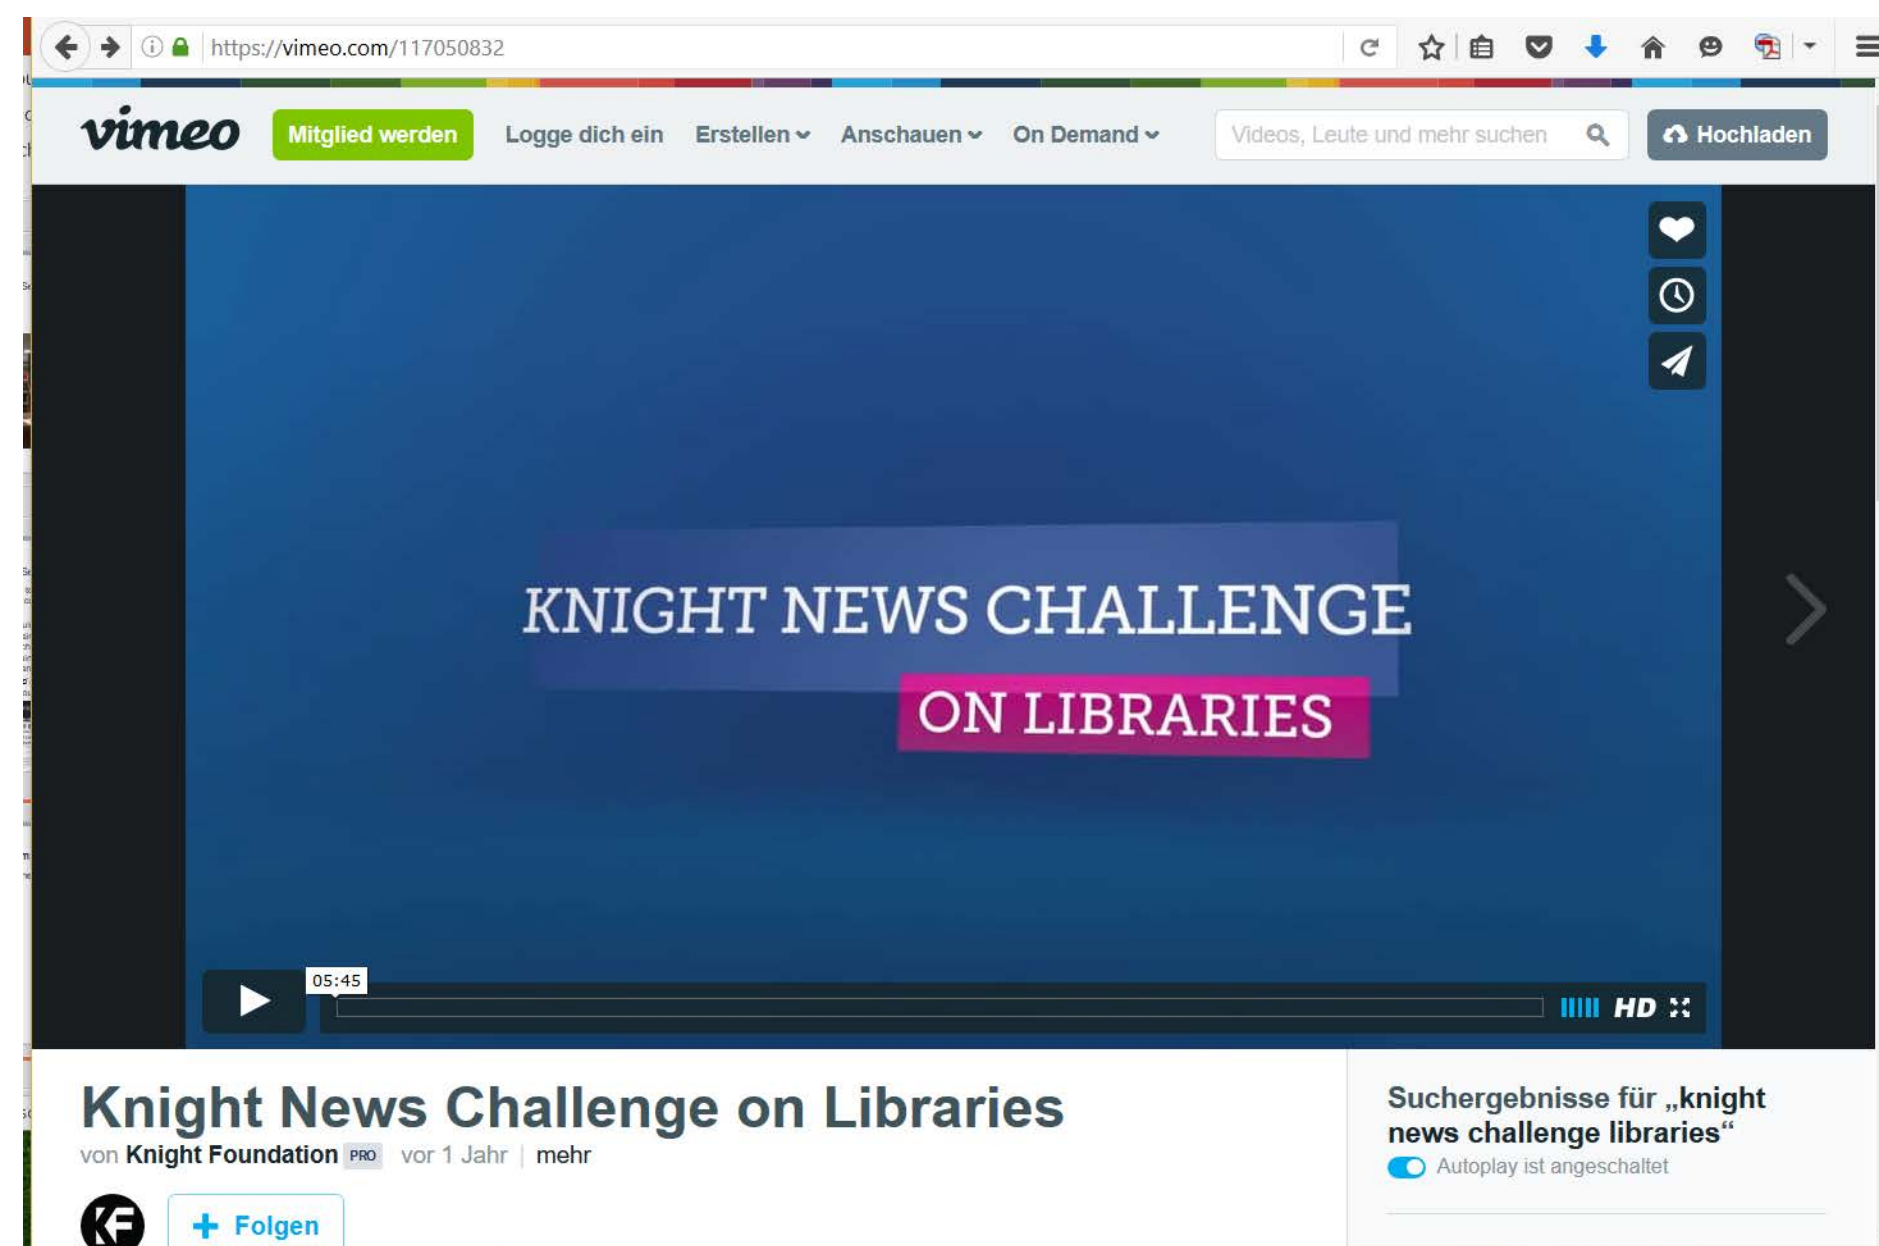 https://vimeo.com/117050832
vimeo
Mitglied werden
Logge dich ein
Erstellen
Anschauen
On Demand
Videos, Leute und mehr suchen
Hochladen
KNIGHT NEWS CHALLENGE
ON LIBRARIES
05:45
HD
Knight News Challenge on Libraries
von Knight Foundation PRO vor 1 Jahr | mehr
KF
+ Folgen
Suchergebnisse für „knight
news challenge libraries“
Autoplay ist angeschaltet